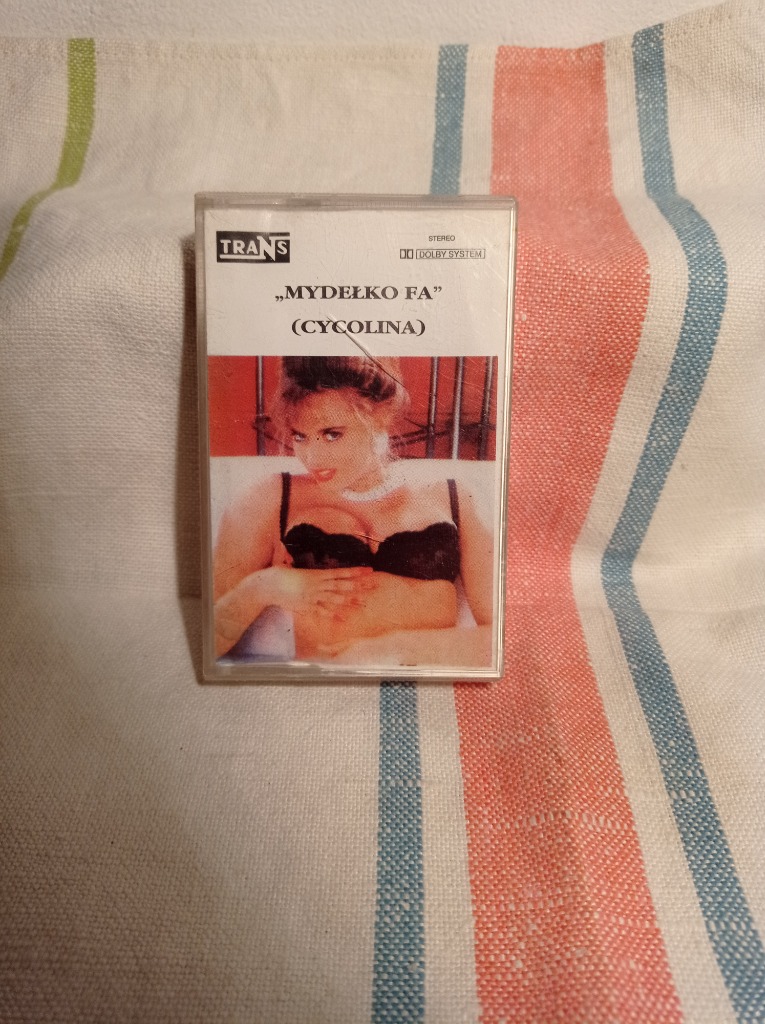 TRANS
STEREO
DOLBY SYSTEM
„MYDEŁKO FA”
(CYCOLINA)